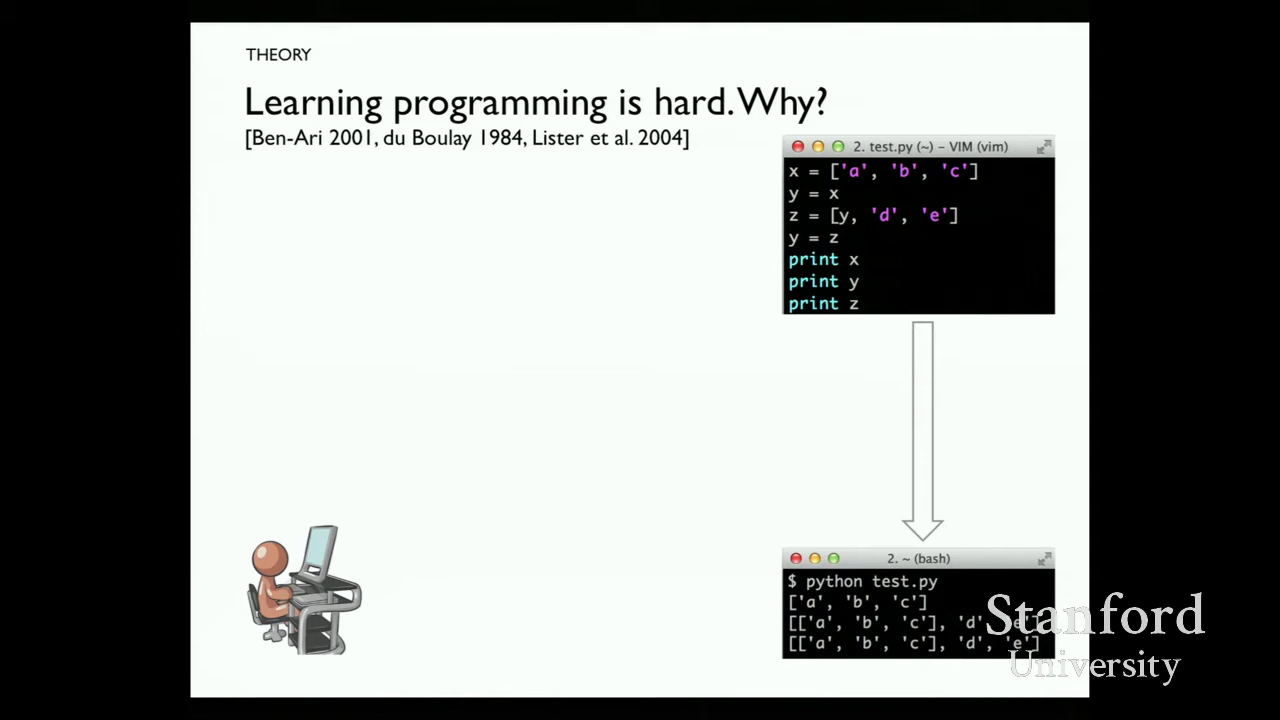 THEORY
Learning programming is hard. Why?
[Ben-Ari 2001, du Boulay 1984, Lister et al. 2004]
2. test.py (~) – VIM (vim)
x = ['a', 'b', 'c']
y = x
z = [y, 'd', 'e']
y = z
print x
print y
print z
2. ~ (bash)
$ python test.py
['a', 'b', 'c']
[['a', 'b', 'c'], 'd', 'e']
[['a', 'b', 'c'], 'd', 'e']
Stanford
University